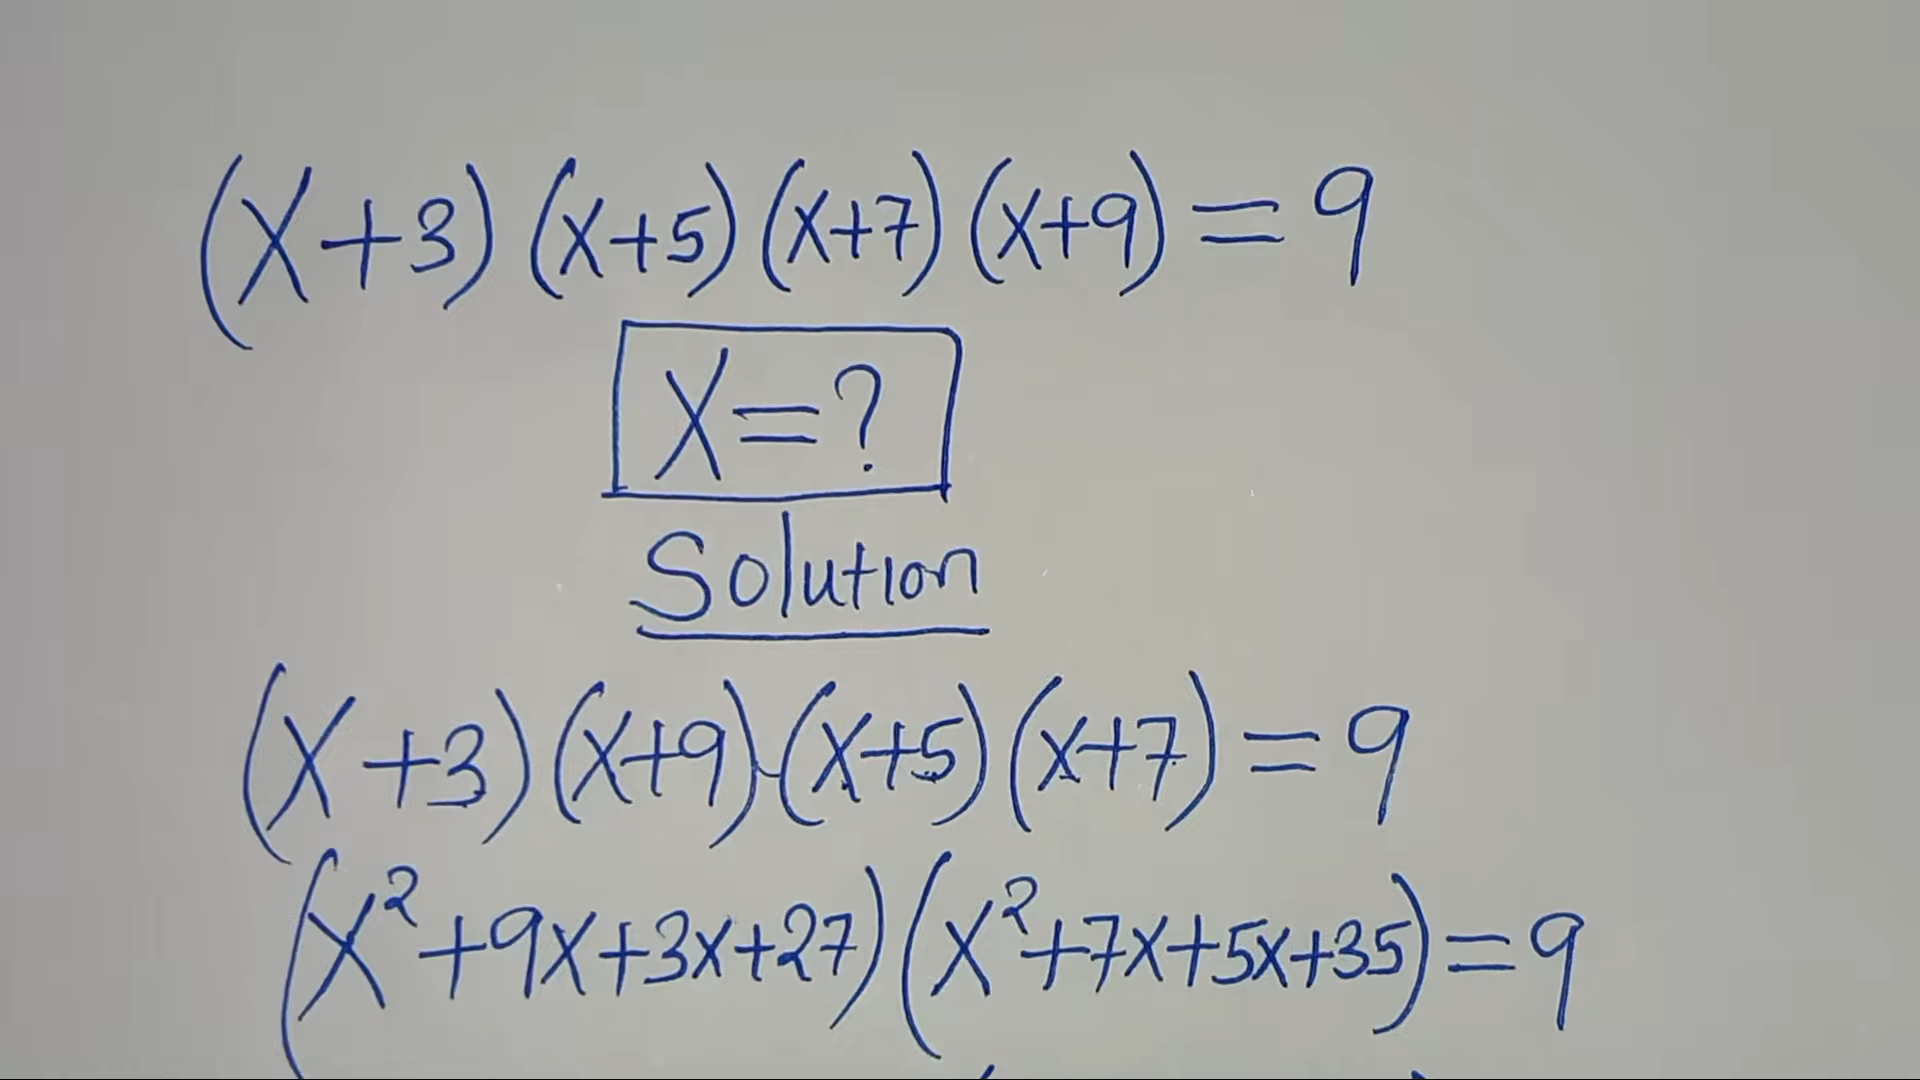 (X+3)(x+5)(x+7)(x+9)=9
X=?
Solution
(X+3)(x+9)·(x+5)(x+7)=9
(X²+9x+3x+27)(X²+7x+5x+35)=9